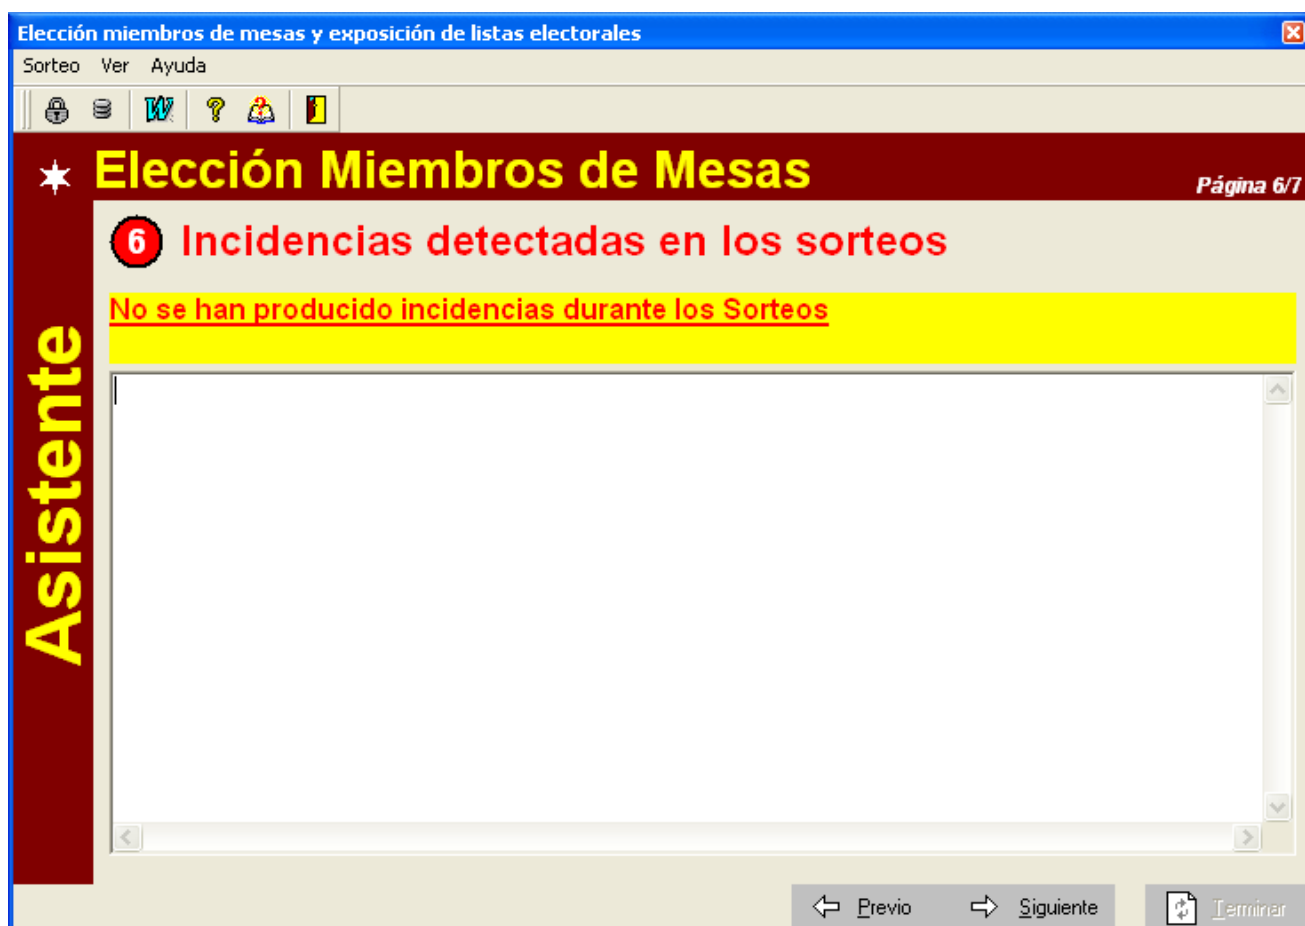 Elección miembros de mesas y exposición de listas electorales
Sorteo Ver Ayuda
Elección Miembros de Mesas
Página 6/7
6 Incidencias detectadas en los sorteos
No se han producido incidencias durante los Sorteos
Asistente
Previo Siguiente Terminar